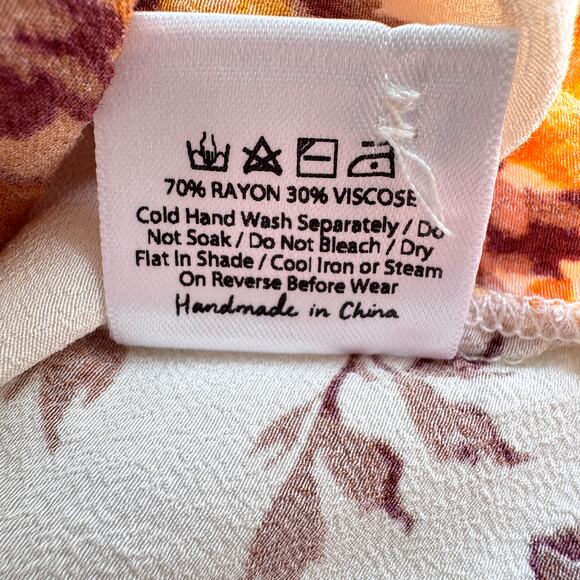 70% RAYON 30% VISCOSE
Cold Hand Wash Separately / Do
Not Soak / Do Not Bleach / Dry
Flat In Shade / Cool Iron or Steam
On Reverse Before Wear
Handmade in China